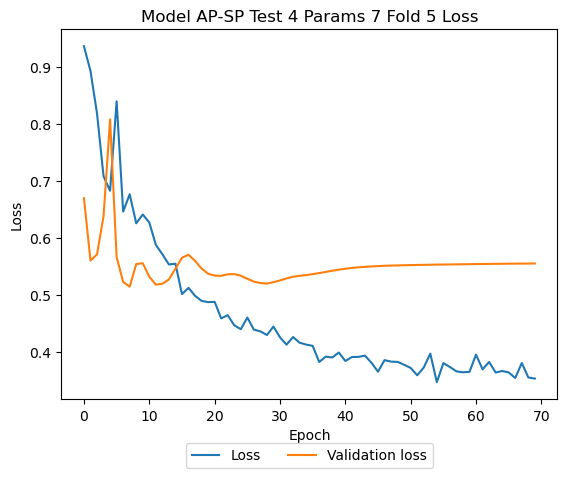 Model AP-SP Test 4 Params 7 Fold 5 Loss
0.9
0.8
0.7
0.6
0.5
0.4
Loss
0 10 20 30 40 50 60 70
Epoch
Loss Validation loss